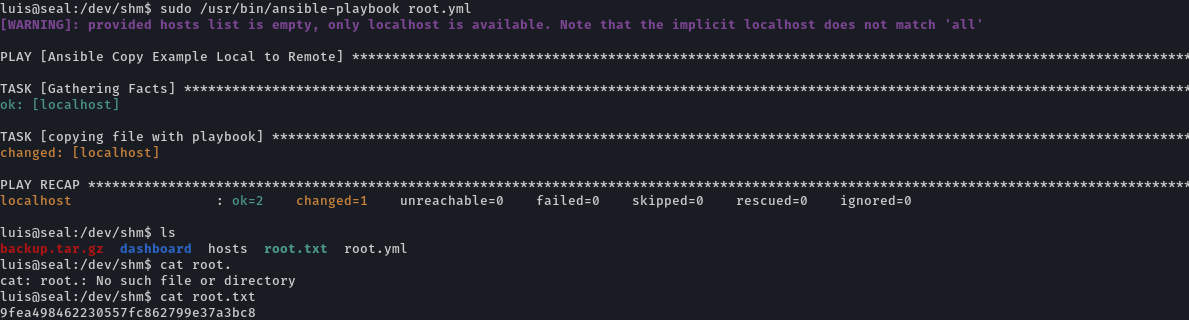 luis@seal:/dev/shm$ sudo /usr/bin/ansible-playbook root.yml
[WARNING]: provided hosts list is empty, only localhost is available. Note that the implicit localhost does not match 'all'
PLAY [Ansible Copy Example Local to Remote] *********************************************************************************************************
TASK [Gathering Facts] ******************************************************************************************************************************
ok: [localhost]
TASK [copying file with playbook] *******************************************************************************************************************
changed: [localhost]
PLAY RECAP ******************************************************************************************************************************************
localhost                  : ok=2    changed=1    unreachable=0    failed=0    skipped=0    rescued=0    ignored=0
luis@seal:/dev/shm$ ls
backup.tar.gz  dashboard  hosts  root.txt  root.yml
luis@seal:/dev/shm$ cat root.
cat: root.: No such file or directory
luis@seal:/dev/shm$ cat root.txt
9fea498462230557fc862799e37a3bc8